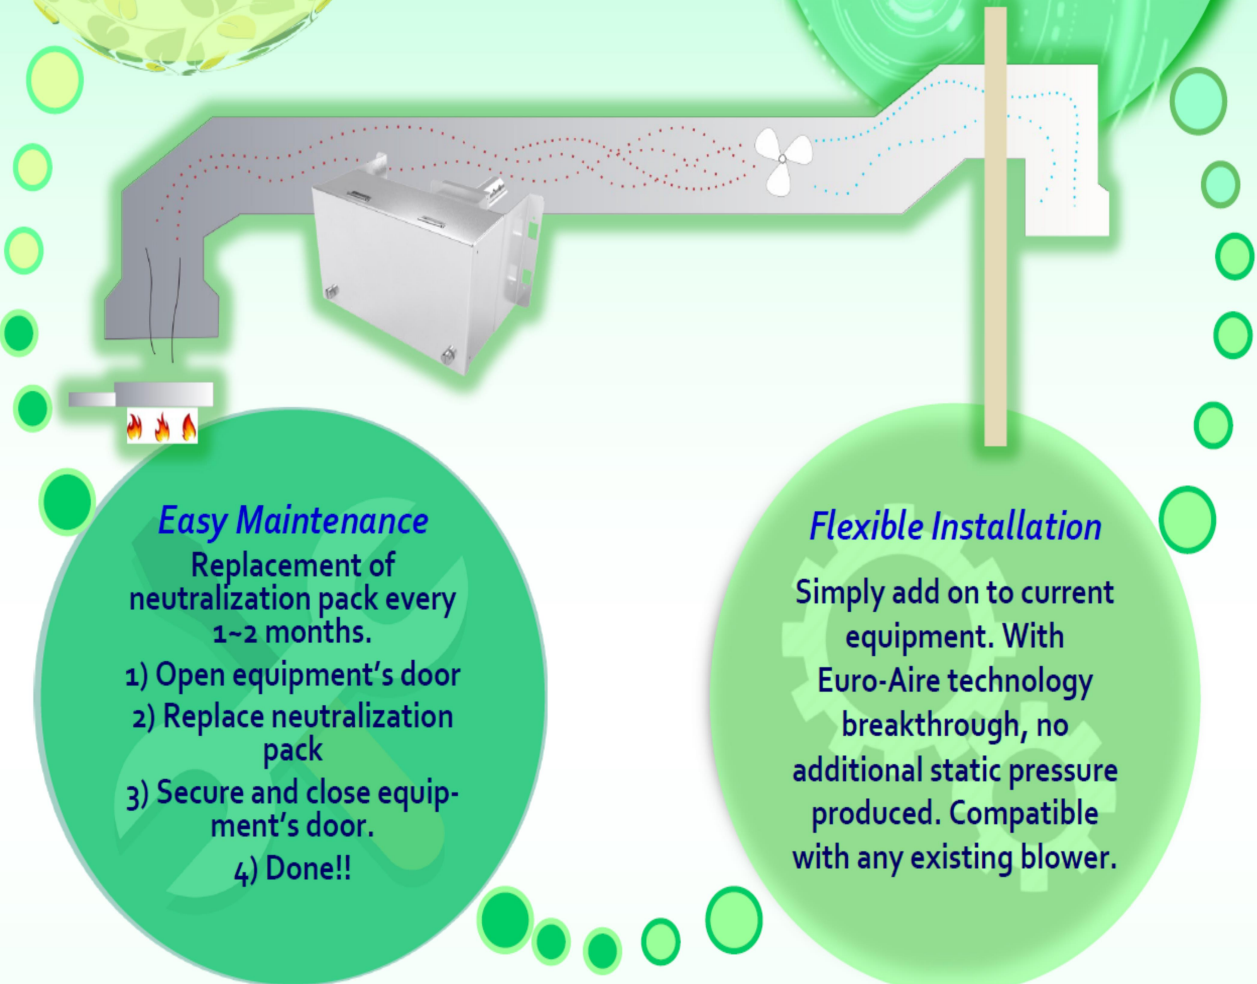 Easy Maintenance
Replacement of
neutralization pack every
1~2 months.
1) Open equipment's door
2) Replace neutralization
pack
3) Secure and close equip-
ment's door.
4) Done!!
Flexible Installation
Simply add on to current
equipment. With
Euro-Aire technology
breakthrough, no
additional static pressure
produced. Compatible
with any existing blower.